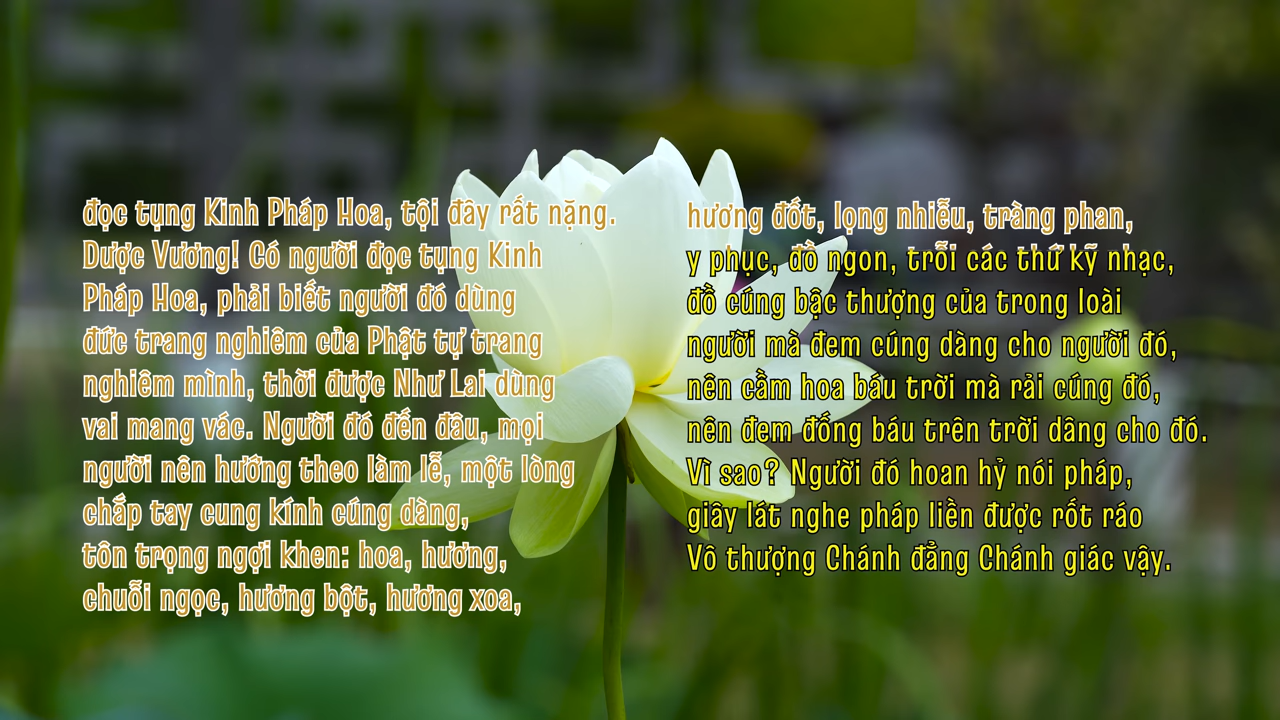 đọc tụng Kinh Pháp Hoa, tội đây rất nặng.
Dược Vương! Có người đọc tụng Kinh
Pháp Hoa, phải biết người đó dùng
đức trang nghiêm của Phật tự trang
nghiêm mình, thời được Như Lai dùng
vai mang vác. Người đó đến đâu, mọi
người nên hướng theo làm lễ, một lòng
chắp tay cung kính cúng dàng,
tôn trọng ngợi khen: hoa, hương,
chuỗi ngọc, hương bột, hương xoa,
hương đốt, lọng nhiễu, tràng phan,
y phục, đồ ngon, trỗi các thứ kỹ nhạc,
đồ cúng bậc thượng của trong loài
người mà đem cúng dàng cho người đó,
nên cầm hoa báu trời mà rải cúng đó,
nên đem đống báu trên trời dâng cho đó.
Vì sao? Người đó hoan hỷ nói pháp,
giây lát nghe pháp liền được rốt ráo
Vô thượng Chánh đẳng Chánh giác vậy.